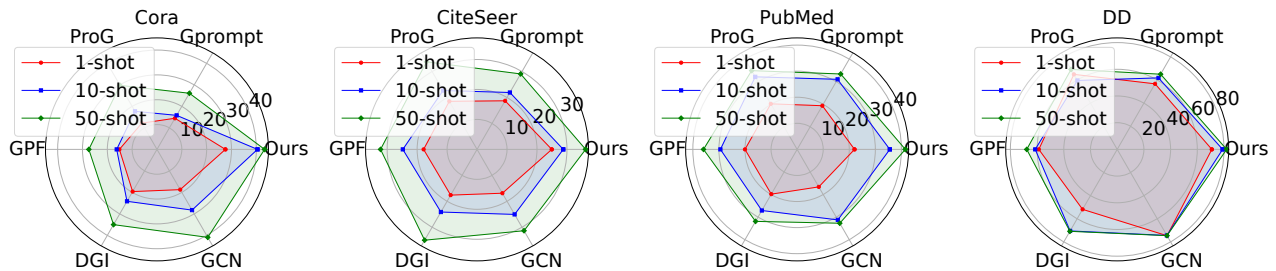 Cora
ProG
Gprompt
1-shot
10-shot
50-shot
10
20
30
40
GPF
Ours
DGI
GCN
CiteSeer
ProG
Gprompt
1-shot
10-shot
50-shot
10
20
30
GPF
Ours
DGI
GCN
PubMed
ProG
Gprompt
1-shot
10-shot
50-shot
10
20
30
40
GPF
Ours
DGI
GCN
DD
ProG
Gprompt
1-shot
10-shot
50-shot
20
40
60
80
GPF
Ours
DGI
GCN